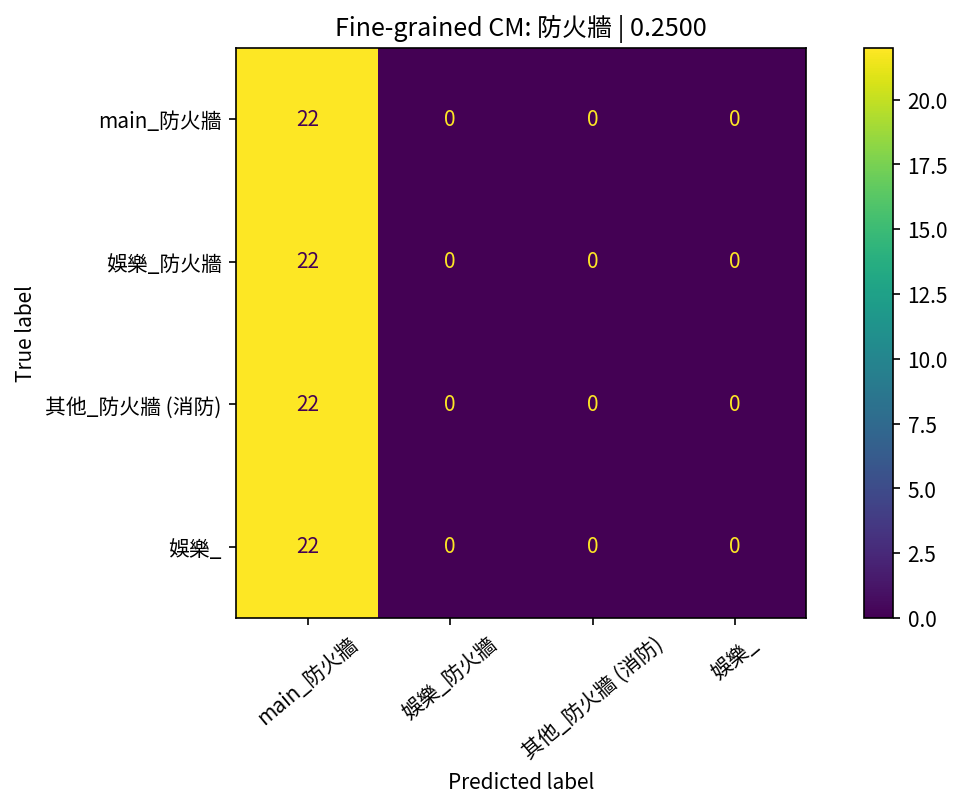 Fine-grained CM: 防火牆 | 0.2500
True label
main_防火牆 22 0 0 0
娛樂_防火牆 22 0 0 0
其他_防火牆 (消防) 22 0 0 0
娛樂_ 22 0 0 0
main_防火牆 娛樂_防火牆 其他_防火牆 (消防) 娛樂_
Predicted label
20.0
17.5
15.0
12.5
10.0
7.5
5.0
2.5
0.0